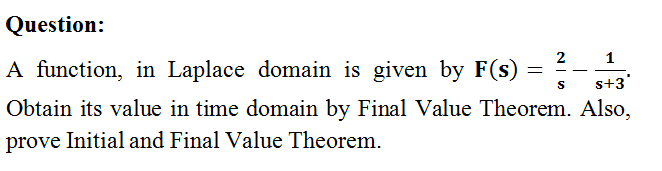 Question:
A function, in Laplace domain is given by F(s) = 2/s − 1/(s+3).
Obtain its value in time domain by Final Value Theorem. Also,
prove Initial and Final Value Theorem.